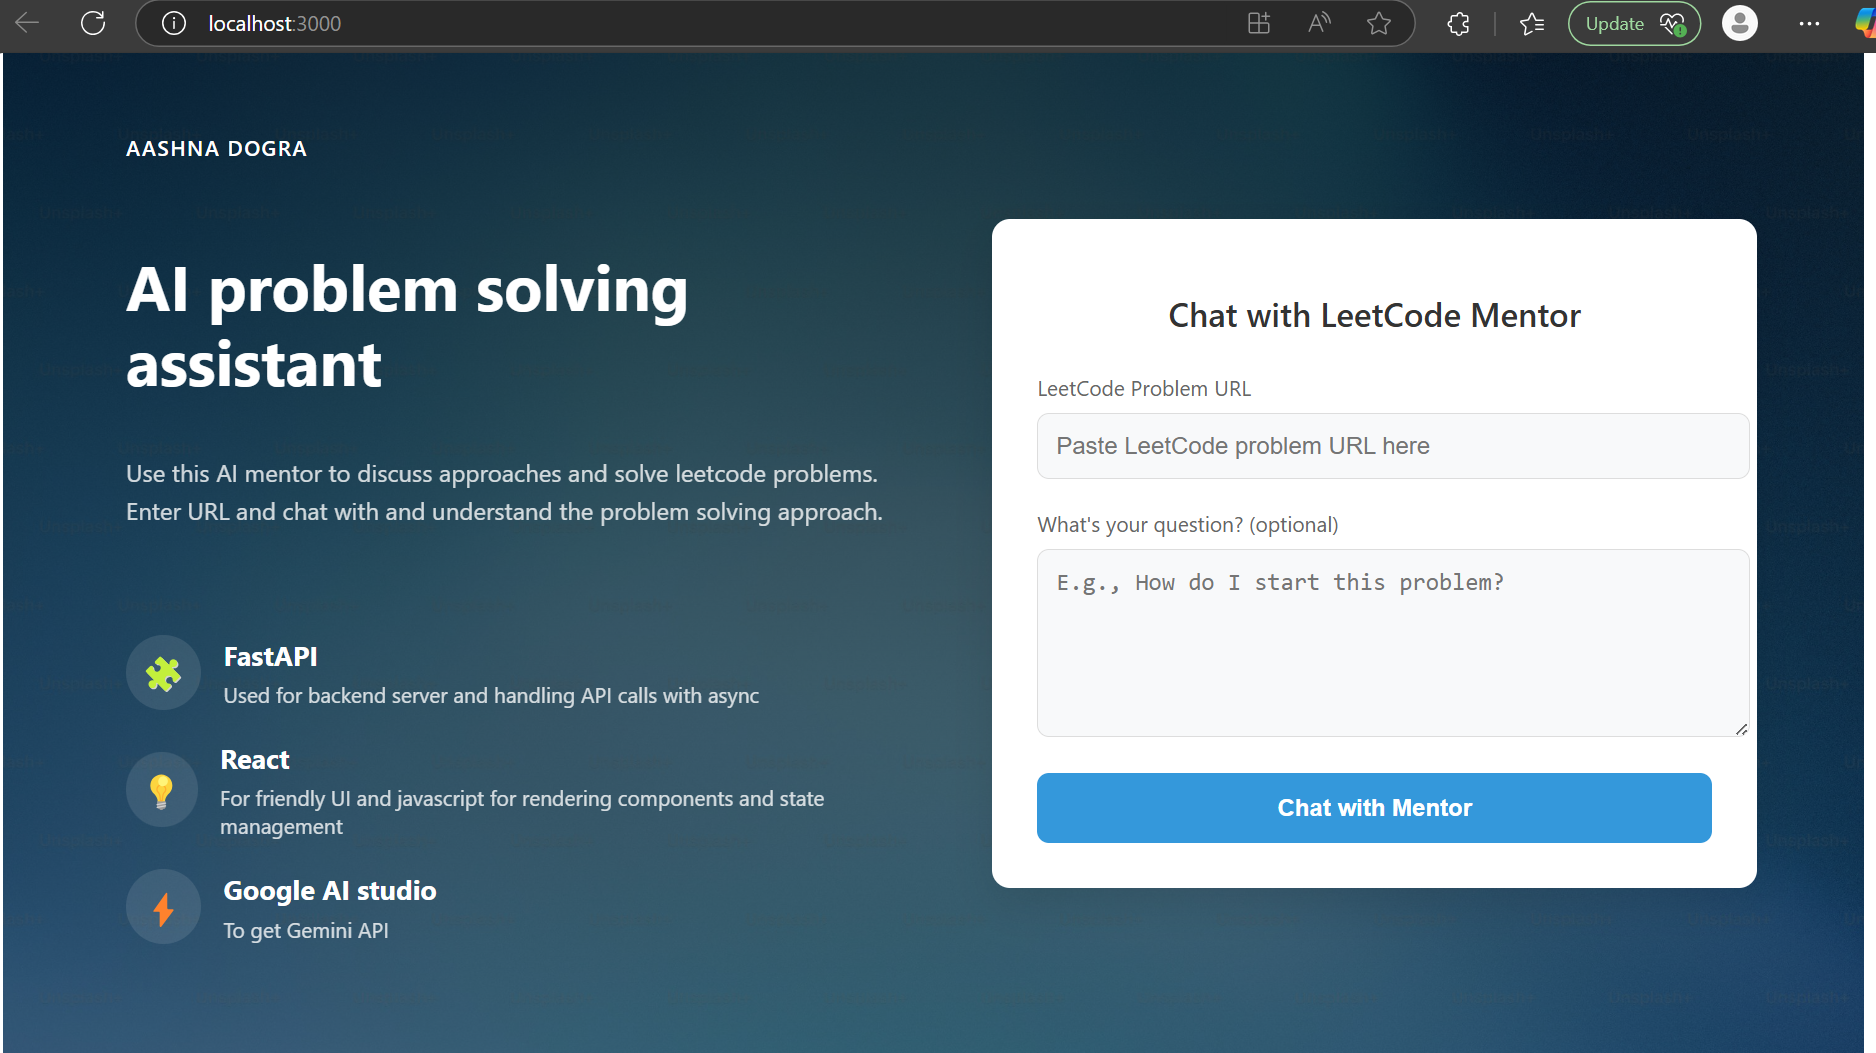 localhost:3000
Update
AASHNA DOGRA
AI problem solving
assistant
Use this AI mentor to discuss approaches and solve leetcode problems.
Enter URL and chat with and understand the problem solving approach.
FastAPI
Used for backend server and handling API calls with async
React
For friendly UI and javascript for rendering components and state
management
Google AI studio
To get Gemini API
Chat with LeetCode Mentor
LeetCode Problem URL
Paste LeetCode problem URL here
What's your question? (optional)
E.g., How do I start this problem?
Chat with Mentor
Unsplash+